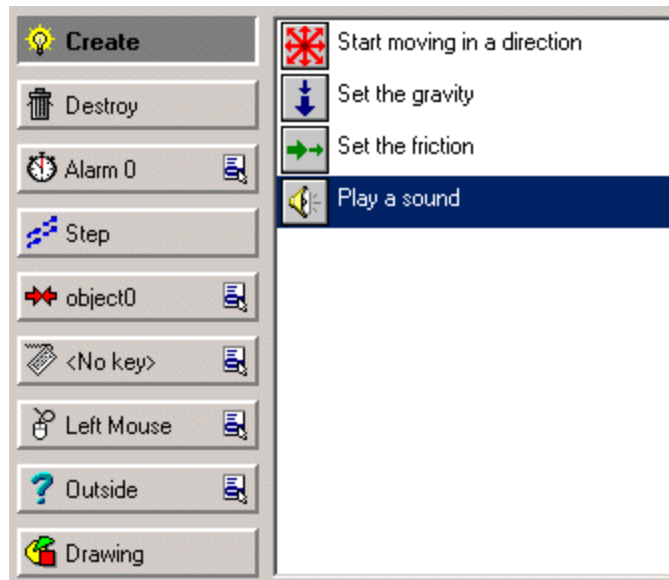 Create
Destroy
Alarm 0
Step
object0
<No key>
Left Mouse
Outside
Drawing
Start moving in a direction
Set the gravity
Set the friction
Play a sound